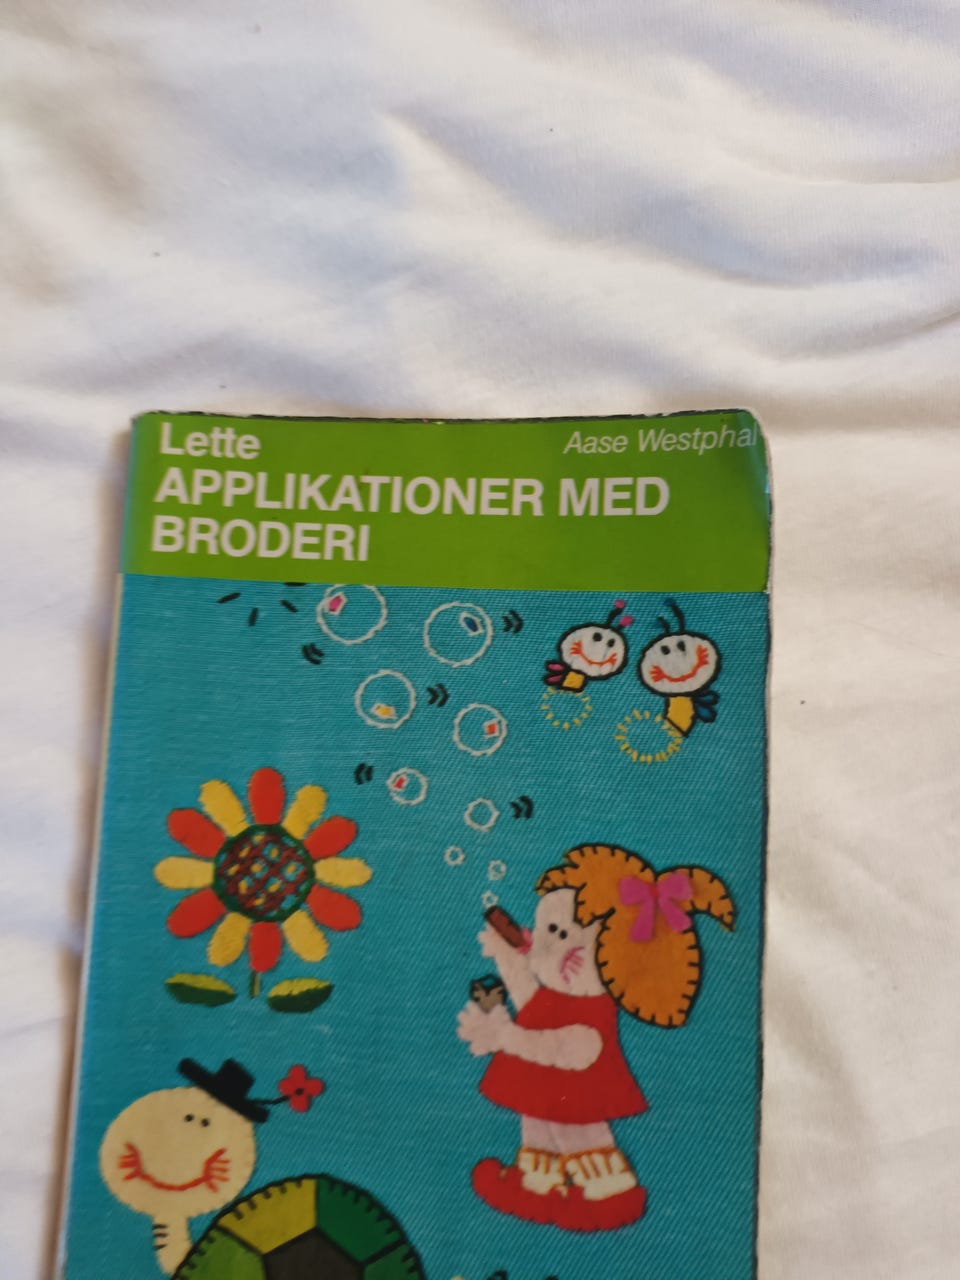 Lette
Aase Westphal
APPLIKATIONER MED
BRODERI